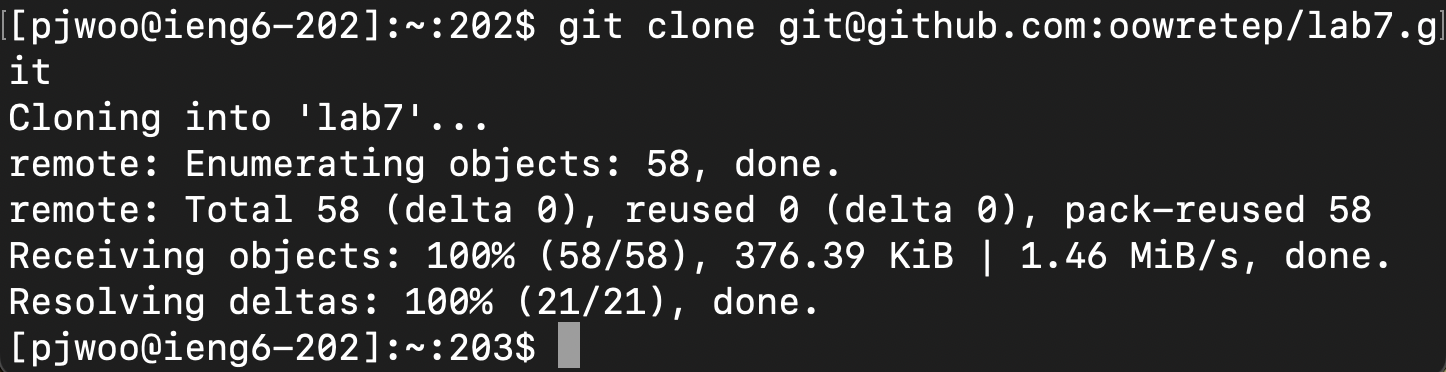 [[pjwoo@ieng6-202]:~:202$ git clone git@github.com:oowretep/lab7.g]
it
Cloning into 'lab7'...
remote: Enumerating objects: 58, done.
remote: Total 58 (delta 0), reused 0 (delta 0), pack-reused 58
Receiving objects: 100% (58/58), 376.39 KiB | 1.46 MiB/s, done.
Resolving deltas: 100% (21/21), done.
[pjwoo@ieng6-202]:~:203$